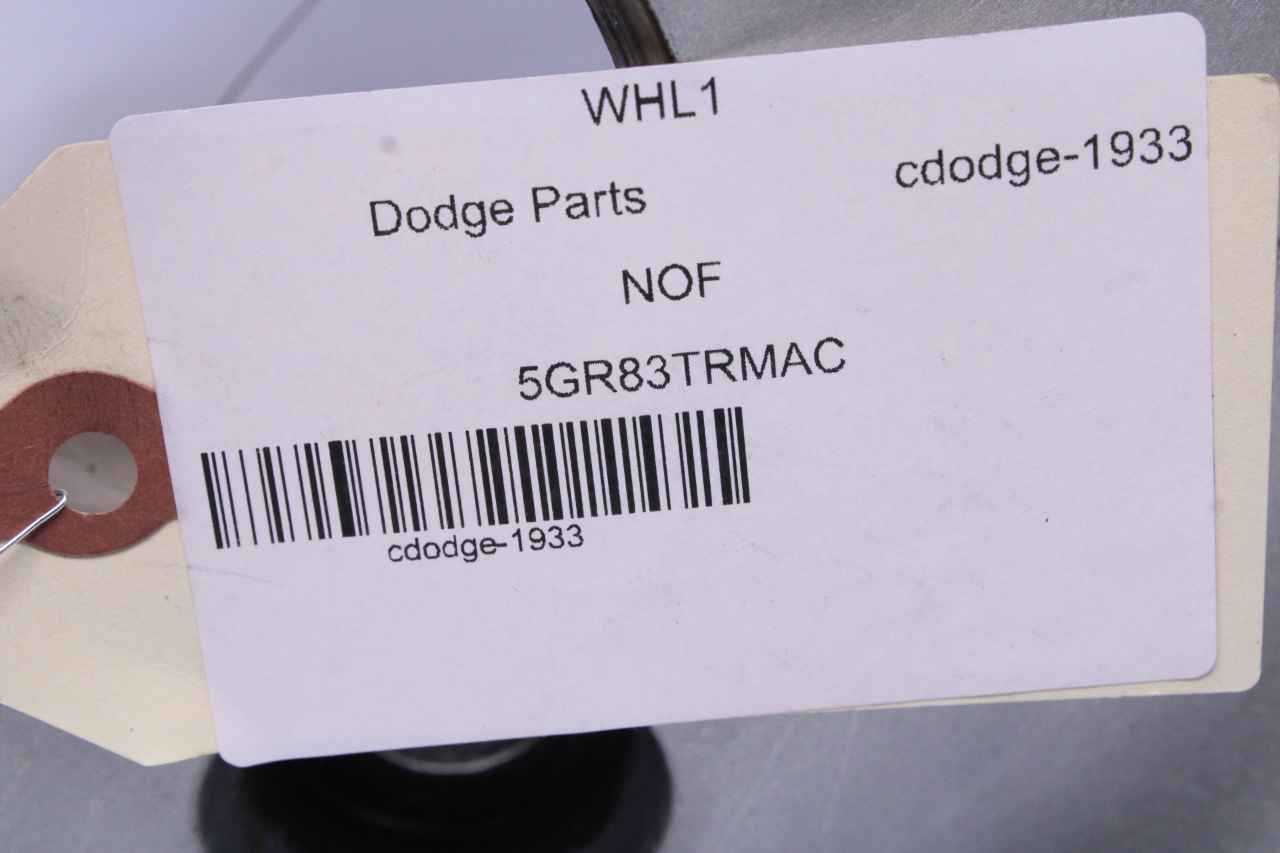 WHL1
cdodge-1933
Dodge Parts
NOF
5GR83TRMAC
cdodge-1933